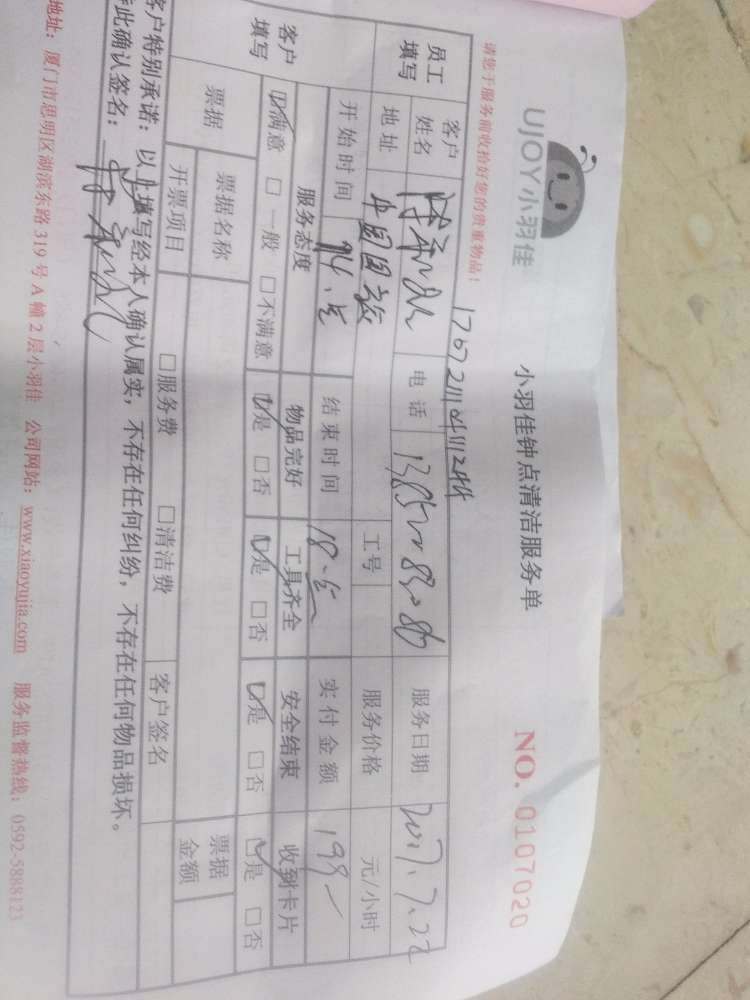 UJOY小羽佳
小羽佳钟点清洁服务单
NO. 0107020
请您于服务前收拾好您的贵重物品！
员工填写
客户姓名
电话
服务日期 2017.7.22
地址 中国国旅
工号
服务价格 元/小时
开始时间 14.点
结束时间 18.点
实付金额
客户填写
服务态度 物品完好 工具齐全 安全结束 收到卡片
☑满意 □一般 □不满意 ☑是 □否 ☑是 □否 ☑是 □否 ☑是 □否
票据 票据名称 票据金额
开票项目 □服务费 □清洁费 客户签名
客户特别承诺：以上填写经本人确认属实，不存在任何纠纷，不存在任何物品损坏。
特此确认签名：
地址：厦门市思明区湖滨东路319号A幢2层小羽佳 公司网站：www.xiaoyujia.com 服务监督热线：0592-5888123